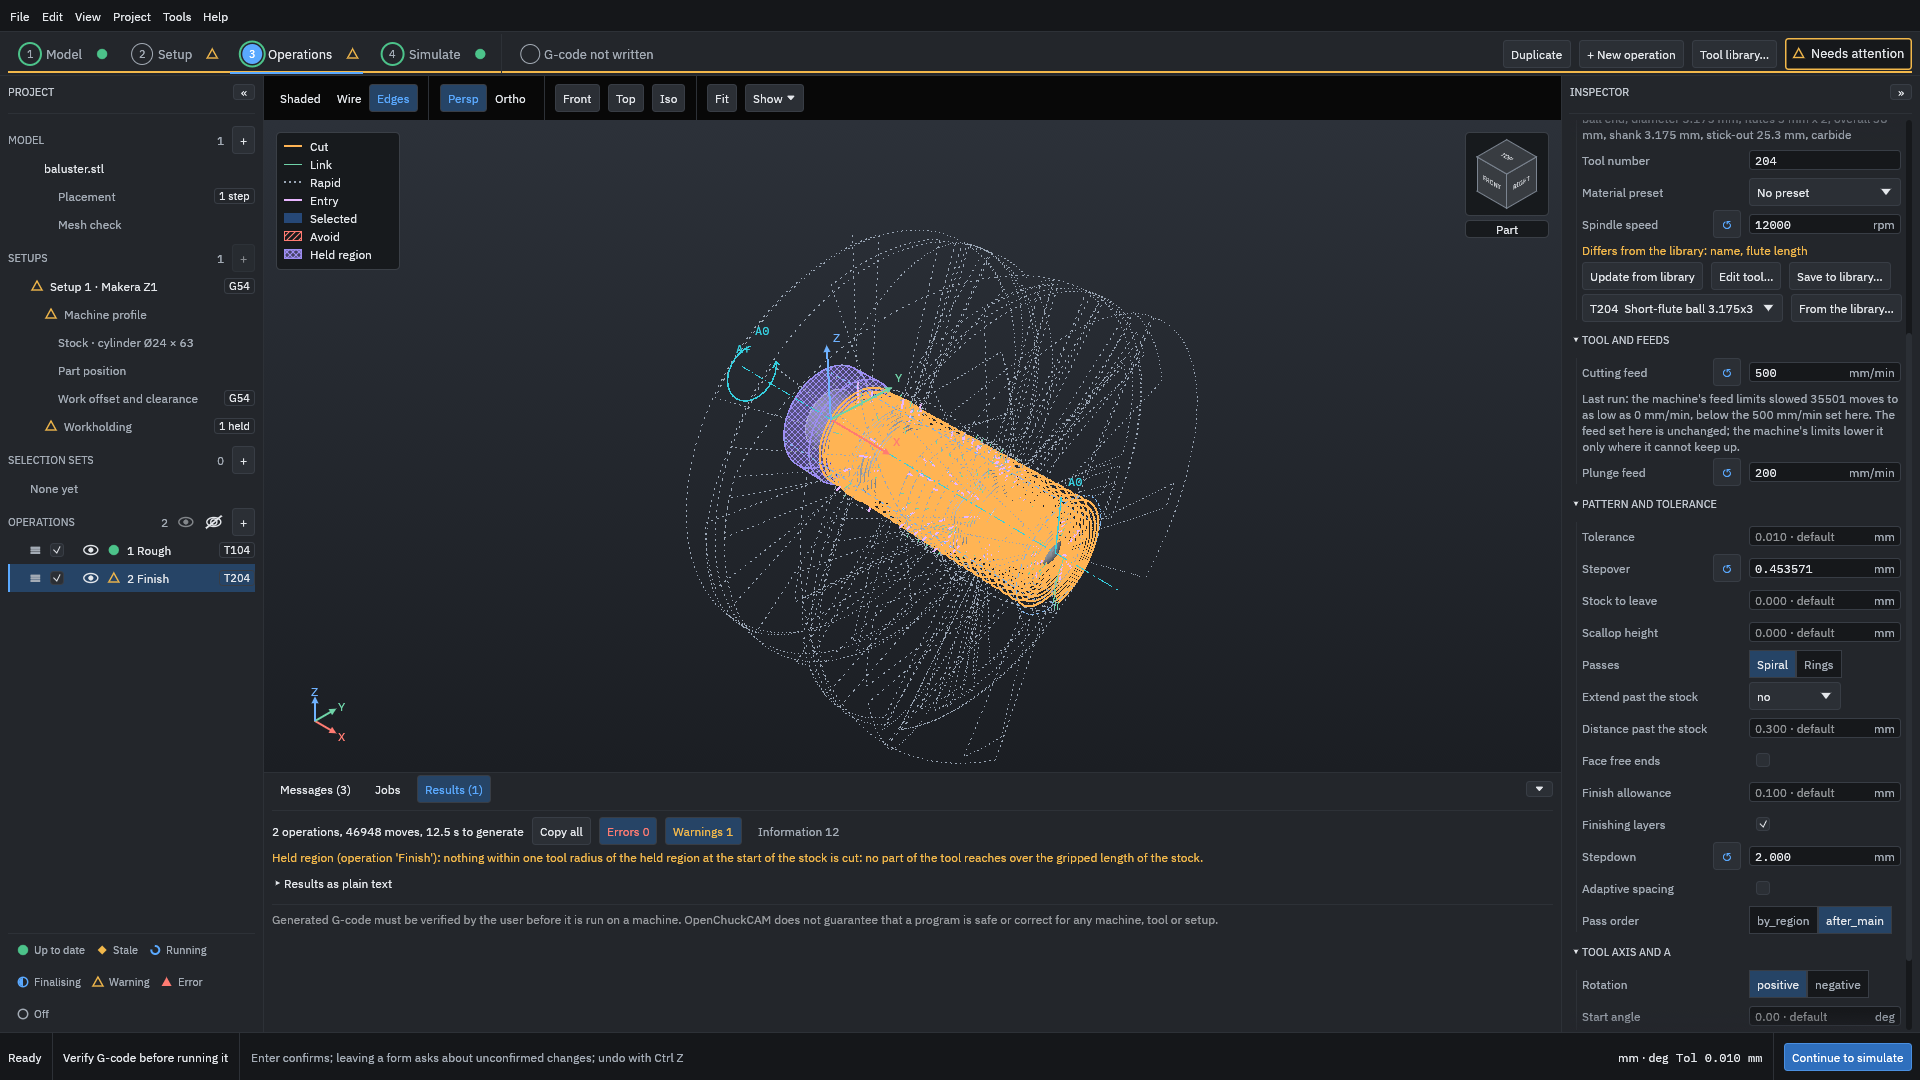 File Edit View Project Tools Help
1 Model 2 Setup 3 Operations 4 Simulate G-code not written Duplicate + New operation Tool library... Needs attention
PROJECT
MODEL 1 +
baluster.stl
Placement 1 step
Mesh check
SETUPS 1 +
Setup 1 · Makera Z1 G54
Machine profile
Stock · cylinder Ø24 × 63
Part position
Work offset and clearance G54
Workholding 1 held
SELECTION SETS 0 +
None yet
OPERATIONS 2 +
1 Rough T104
2 Finish T204
Up to date Stale Running
Finalising Warning Error
Off
Shaded Wire Edges Persp Ortho Front Top Iso Fit Show
Cut
Link
Rapid
Entry
Selected
Avoid
Held region
TOP
FRONT RIGHT
Part
A0
A+
Z
Y
X
A0
Z
Y
X
Messages (3) Jobs Results (1)
2 operations, 46948 moves, 12.5 s to generate Copy all Errors 0 Warnings 1 Information 12
Held region (operation 'Finish'): nothing within one tool radius of the held region at the start of the stock is cut: no part of the tool reaches over the gripped length of the stock.
Results as plain text
Generated G-code must be verified by the user before it is run on a machine. OpenChuckCAM does not guarantee that a program is safe or correct for any machine, tool or setup.
INSPECTOR
mm, shank 3.175 mm, stick-out 25.3 mm, carbide
Tool number 204
Material preset No preset
Spindle speed 12000 rpm
Differs from the library: name, flute length
Update from library Edit tool... Save to library...
T204 Short-flute ball 3.175x3 From the library...
TOOL AND FEEDS
Cutting feed 500 mm/min
Last run: the machine's feed limits slowed 35501 moves to
as low as 0 mm/min, below the 500 mm/min set here. The
feed set here is unchanged; the machine's limits lower it
only where it cannot keep up.
Plunge feed 200 mm/min
PATTERN AND TOLERANCE
Tolerance 0.010 · default mm
Stepover 0.453571 mm
Stock to leave 0.000 · default mm
Scallop height 0.000 · default mm
Passes Spiral Rings
Extend past the stock no
Distance past the stock 0.300 · default mm
Face free ends
Finish allowance 0.100 · default mm
Finishing layers
Stepdown 2.000 mm
Adaptive spacing
Pass order by_region after_main
TOOL AXIS AND A
Rotation positive negative
Start angle 0.00 · default deg
Ready Verify G-code before running it Enter confirms; leaving a form asks about unconfirmed changes; undo with Ctrl Z mm · deg Tol 0.010 mm Continue to simulate